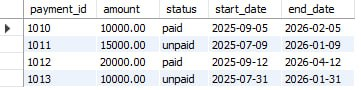 payment_id amount status start_date end_date
1010 10000.00 paid 2025-09-05 2026-02-05
1011 15000.00 unpaid 2025-07-09 2026-01-09
1012 20000.00 paid 2025-09-12 2026-04-12
1013 10000.00 unpaid 2025-07-31 2026-01-31